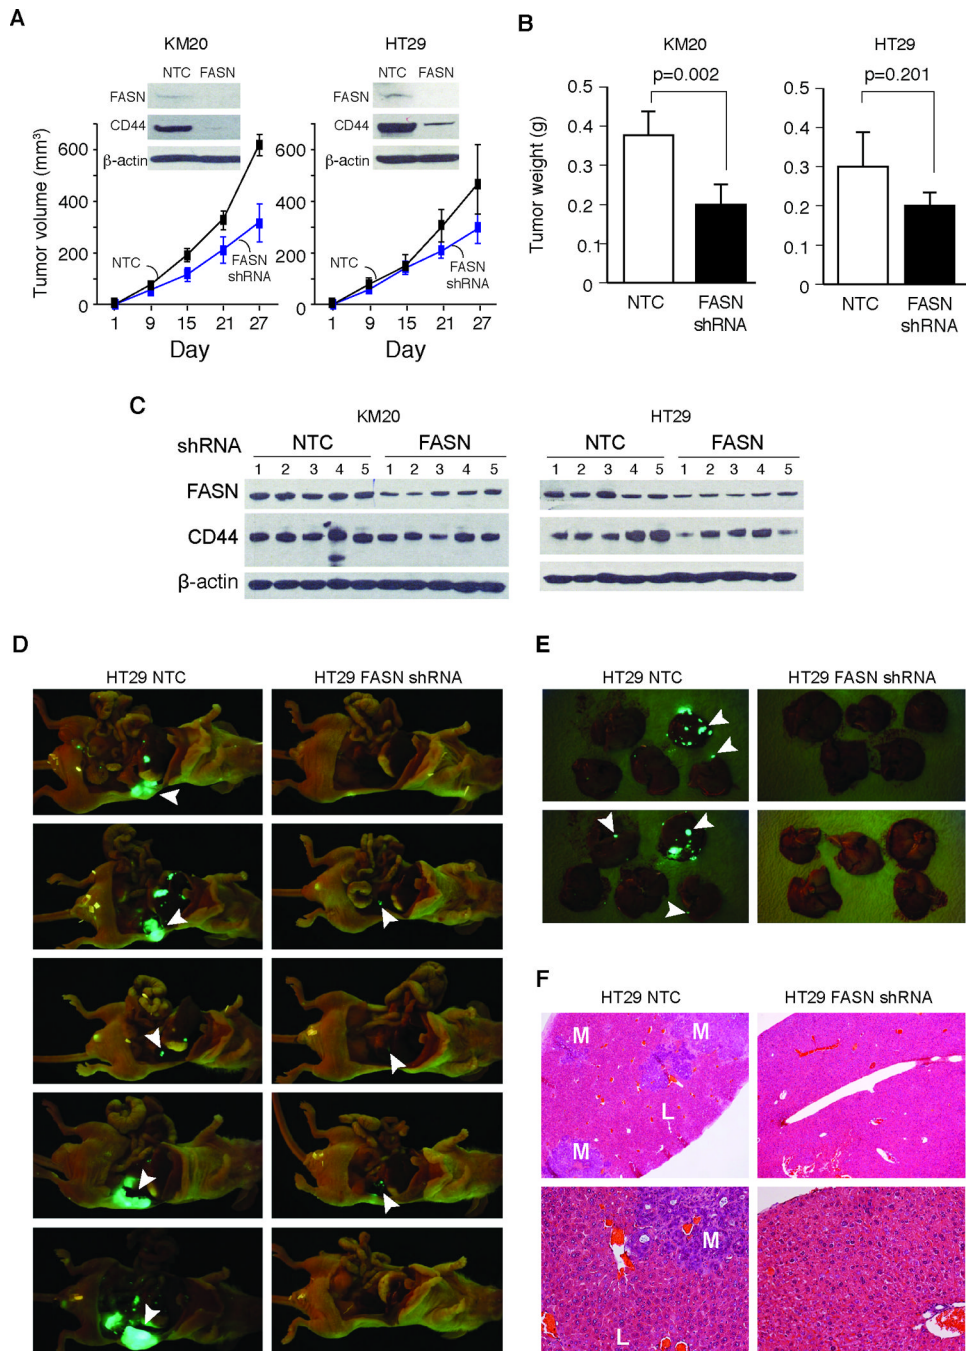 A
KM20
HT29
NTC FASN
NTC FASN
FASN
CD44
β-actin
FASN
CD44
β-actin
Tumor volume (mm³)
600
400
200
0
600
400
200
0
NTC
FASN
shRNA
NTC
FASN
shRNA
1 9 15 21 27
1 9 15 21 27
Day
Day
B
KM20
HT29
p=0.002
p=0.201
Tumor weight (g)
0.5
0.4
0.3
0.2
0.1
0
0.5
0.4
0.3
0.2
0.1
0
NTC FASN
shRNA
NTC FASN
shRNA
C
KM20
HT29
shRNA NTC FASN
NTC FASN
1 2 3 4 5 1 2 3 4 5
1 2 3 4 5 1 2 3 4 5
FASN
CD44
β-actin
D
HT29 NTC
HT29 FASN shRNA
E
HT29 NTC
HT29 FASN shRNA
F
HT29 NTC
HT29 FASN shRNA
M
M
L
M
M
L